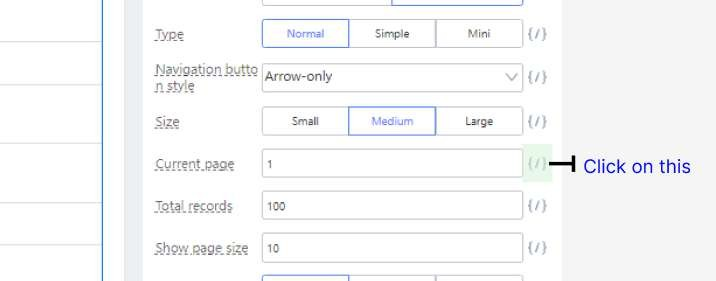 Type Normal Simple Mini {/}
Navigation butto
n style Arrow-only {/}
Size Small Medium Large {/}
Current page 1 {/} Click on this
Total records 100 {/}
Show page size 10 {/}